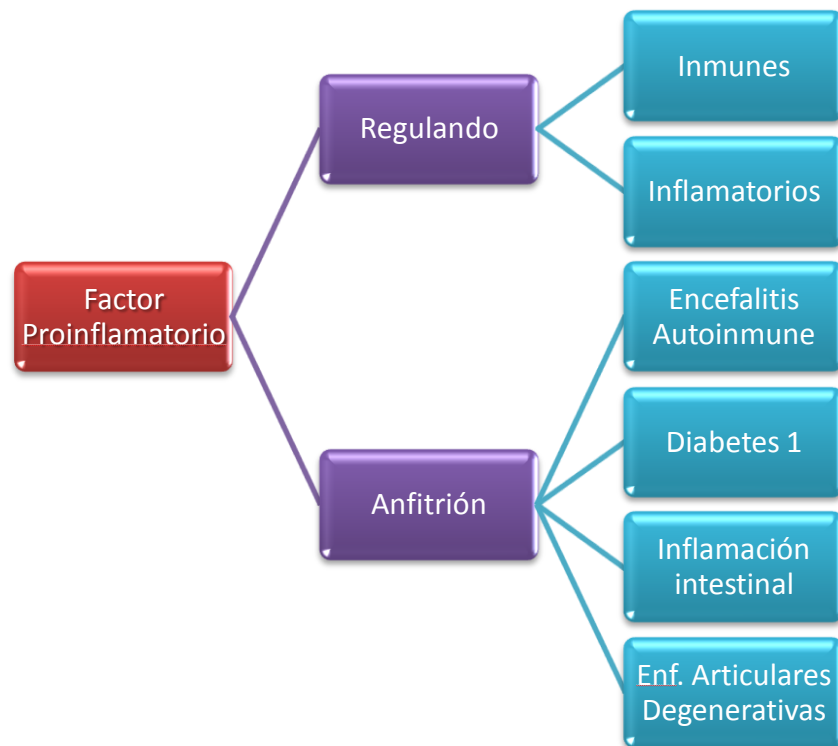 Factor
Proinflamatorio
Regulando
Inmunes
Inflamatorios
Anfitrión
Encefalitis
Autoinmune
Diabetes 1
Inflamación
intestinal
Enf. Articulares
Degenerativas